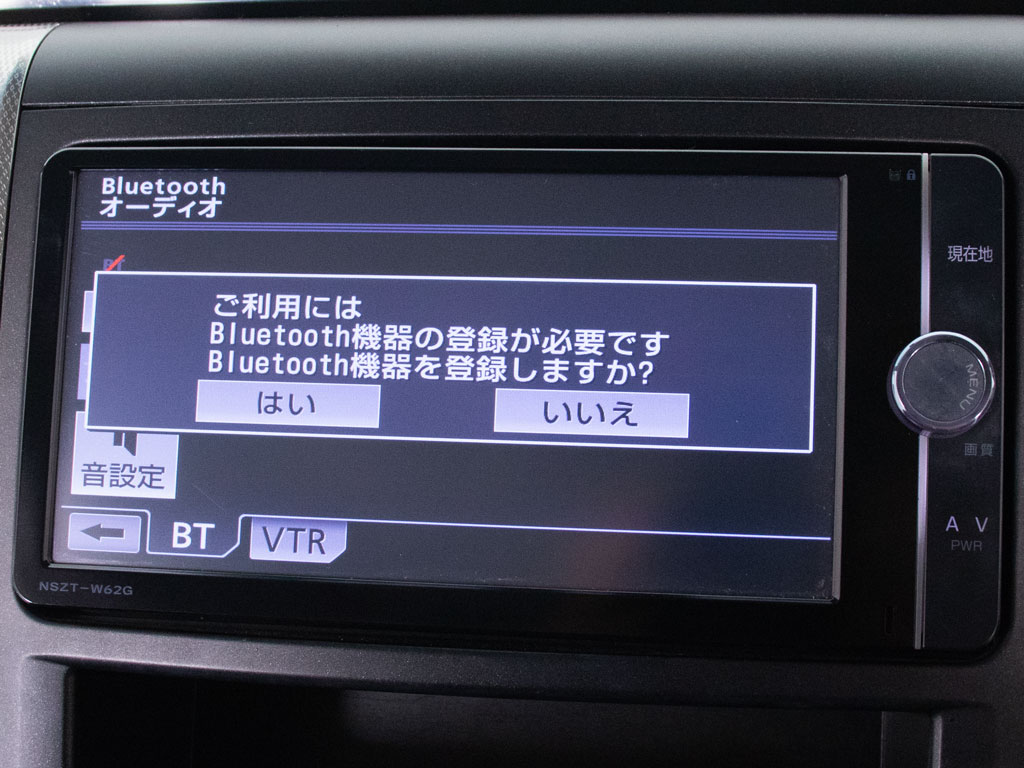 Bluetooth
オーディオ
BT
ご利用には
Bluetooth機器の登録が必要です
Bluetooth機器を登録しますか?
はい
いいえ
音設定
BT
VTR
NSZT-W62G
現在地
MENU
画質
A V
PWR